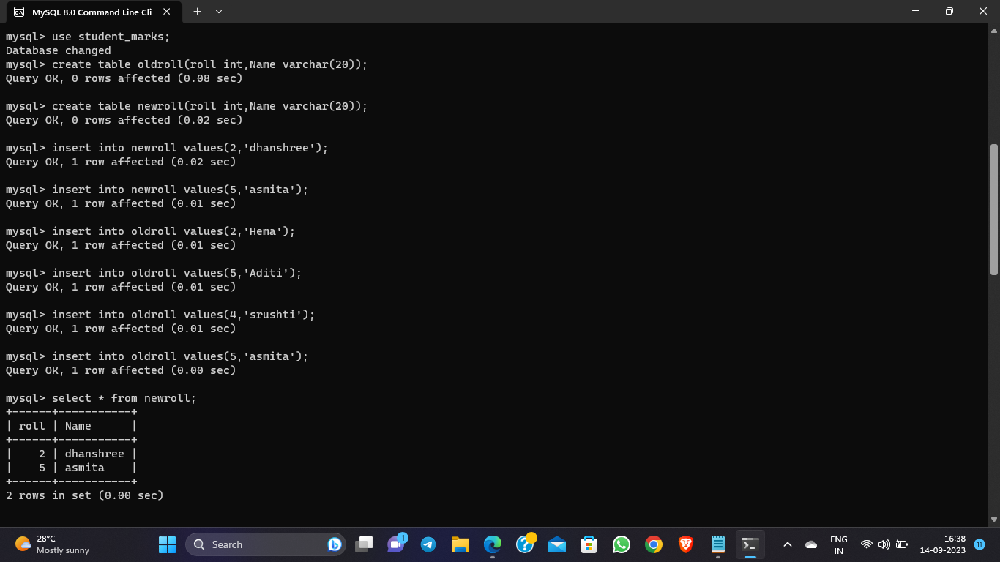 MySQL 8.0 Command Line Cli
mysql> use student_marks;
Database changed
mysql> create table oldroll(roll int,Name varchar(20));
Query OK, 0 rows affected (0.08 sec)
mysql> create table newroll(roll int,Name varchar(20));
Query OK, 0 rows affected (0.02 sec)
mysql> insert into newroll values(2,'dhanshree');
Query OK, 1 row affected (0.02 sec)
mysql> insert into newroll values(5,'asmita');
Query OK, 1 row affected (0.01 sec)
mysql> insert into oldroll values(2,'Hema');
Query OK, 1 row affected (0.01 sec)
mysql> insert into oldroll values(5,'Aditi');
Query OK, 1 row affected (0.01 sec)
mysql> insert into oldroll values(4,'srushti');
Query OK, 1 row affected (0.01 sec)
mysql> insert into oldroll values(5,'asmita');
Query OK, 1 row affected (0.00 sec)
mysql> select * from newroll;
+------+-----------+
| roll | Name      |
+------+-----------+
|    2 | dhanshree |
|    5 | asmita    |
+------+-----------+
2 rows in set (0.00 sec)
28°C
Mostly sunny
Search
1
ENG
IN
16:38
14-09-2023
11